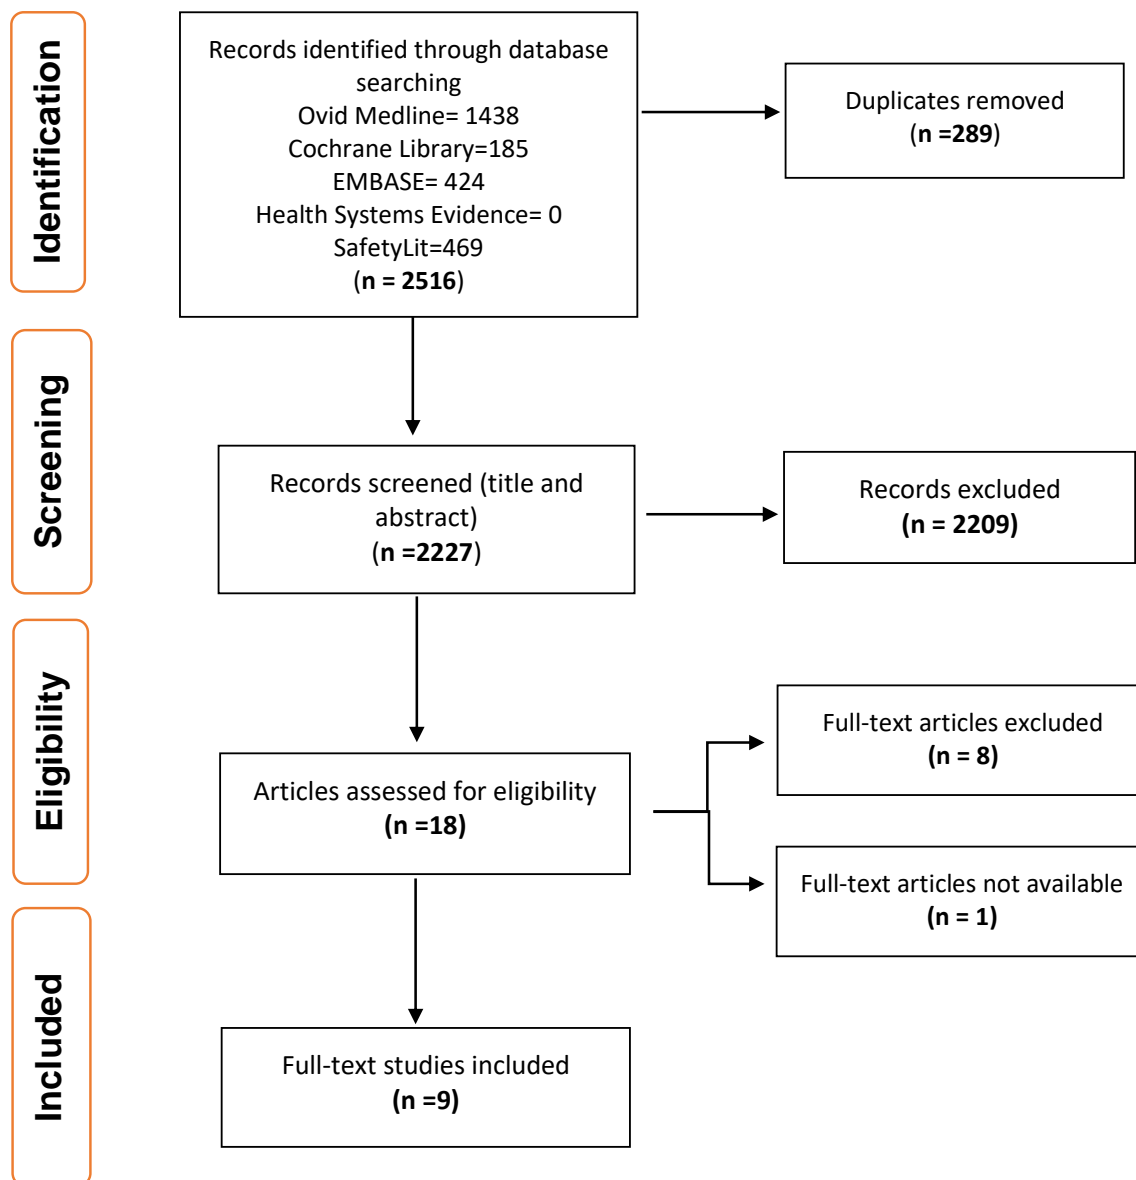 Identification
Records identified through database
searching
Ovid Medline= 1438
Cochrane Library=185
EMBASE= 424
Health Systems Evidence= 0
SafetyLit=469
(n = 2516)
Duplicates removed
(n =289)
Screening
Records screened (title and
abstract)
(n =2227)
Records excluded
(n = 2209)
Eligibility
Articles assessed for eligibility
(n =18)
Full-text articles excluded
(n = 8)
Full-text articles not available
(n = 1)
Included
Full-text studies included
(n =9)